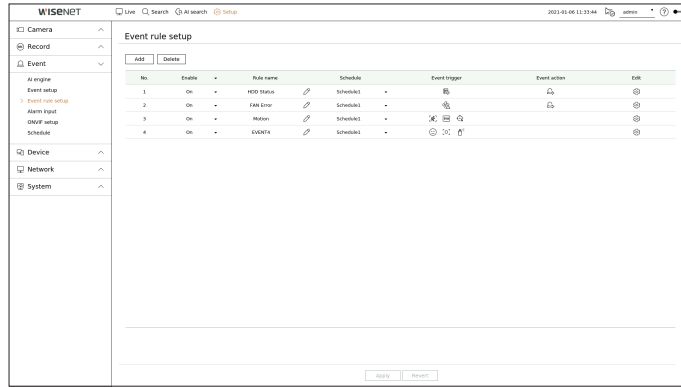 WISENET
Live Search AI search Setup
2021-01-06 11:33:44 admin ?
Camera
Record
Event
AI engine
Event setup
> Event rule setup
Alarm input
ONVIF setup
Schedule
Device
Network
System
Event rule setup
Add Delete
No. Enable Rule name Schedule Event trigger Event action Edit
1 On HDD Status Schedule1
2 On FAN Error Schedule1
3 On Motion Schedule1
4 On EVENT4 Schedule1
Apply Revert